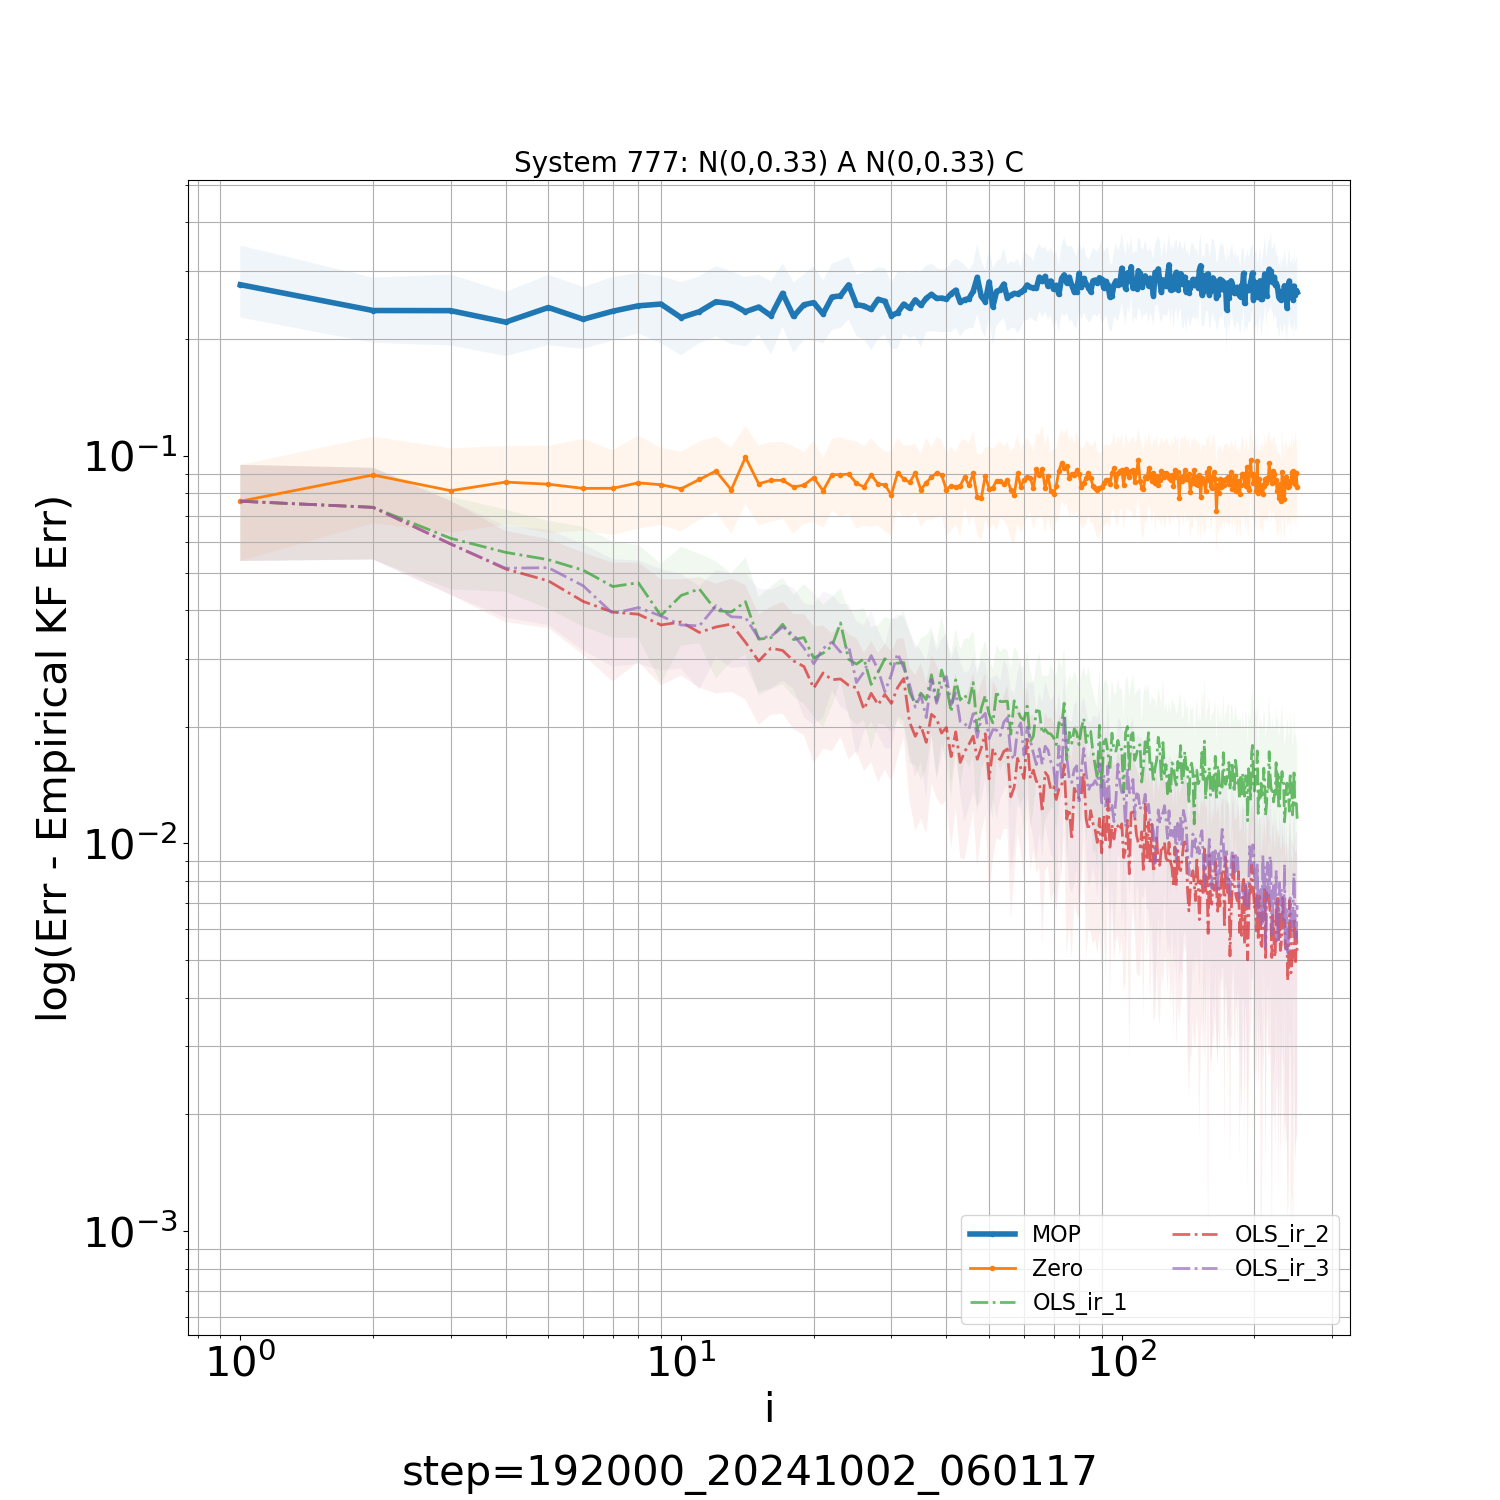 System 777: N(0,0.33) A N(0,0.33) C
log(Err - Empirical KF Err)
10⁻¹
10⁻²
10⁻³
MOP
Zero
OLS_ir_1
OLS_ir_2
OLS_ir_3
10⁰ 10¹ 10²
i
step=192000_20241002_060117